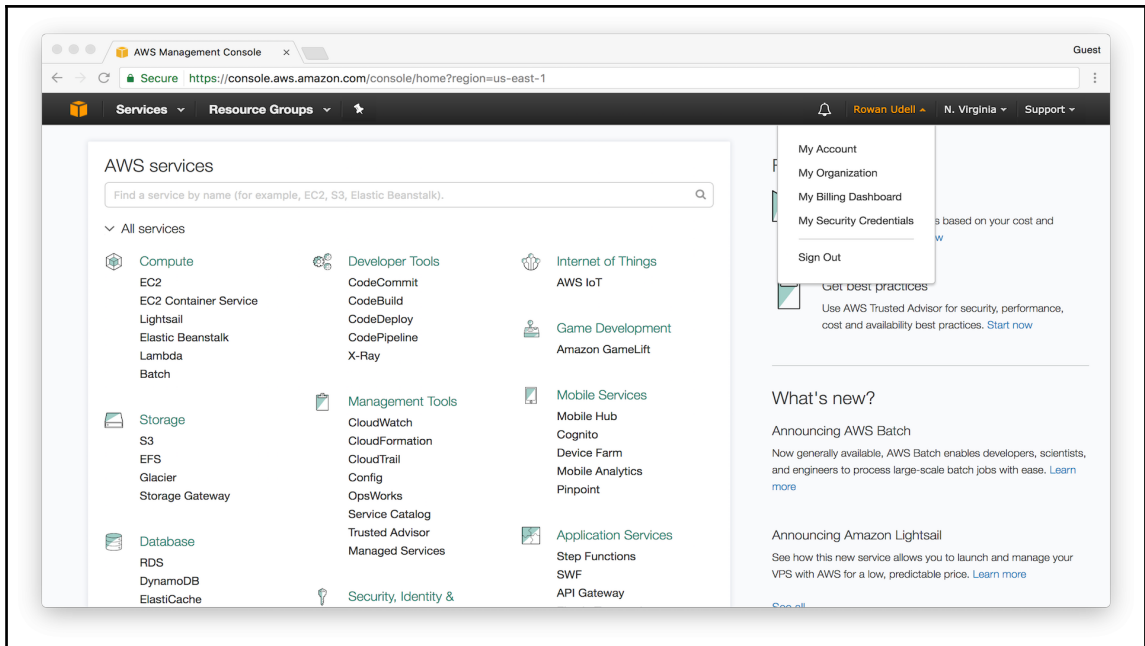 AWS Management Console
Guest
Secure https://console.aws.amazon.com/console/home?region=us-east-1
Services
Resource Groups
Rowan Udell
N. Virginia
Support
My Account
My Organization
My Billing Dashboard
My Security Credentials
Sign Out
AWS services
Find a service by name (for example, EC2, S3, Elastic Beanstalk).
All services
Compute
EC2
EC2 Container Service
Lightsail
Elastic Beanstalk
Lambda
Batch
Storage
S3
EFS
Glacier
Storage Gateway
Database
RDS
DynamoDB
ElastiCache
Developer Tools
CodeCommit
CodeBuild
CodeDeploy
CodePipeline
X-Ray
Management Tools
CloudWatch
CloudFormation
CloudTrail
Config
OpsWorks
Service Catalog
Trusted Advisor
Managed Services
Security, Identity &
Internet of Things
AWS IoT
Game Development
Amazon GameLift
Mobile Services
Mobile Hub
Cognito
Device Farm
Mobile Analytics
Pinpoint
Application Services
Step Functions
SWF
API Gateway
based on your cost and
Get best practices
Use AWS Trusted Advisor for security, performance,
cost and availability best practices. Start now
What's new?
Announcing AWS Batch
Now generally available, AWS Batch enables developers, scientists,
and engineers to process large-scale batch jobs with ease. Learn
more
Announcing Amazon Lightsail
See how this new service allows you to launch and manage your
VPS with AWS for a low, predictable price. Learn more
See all